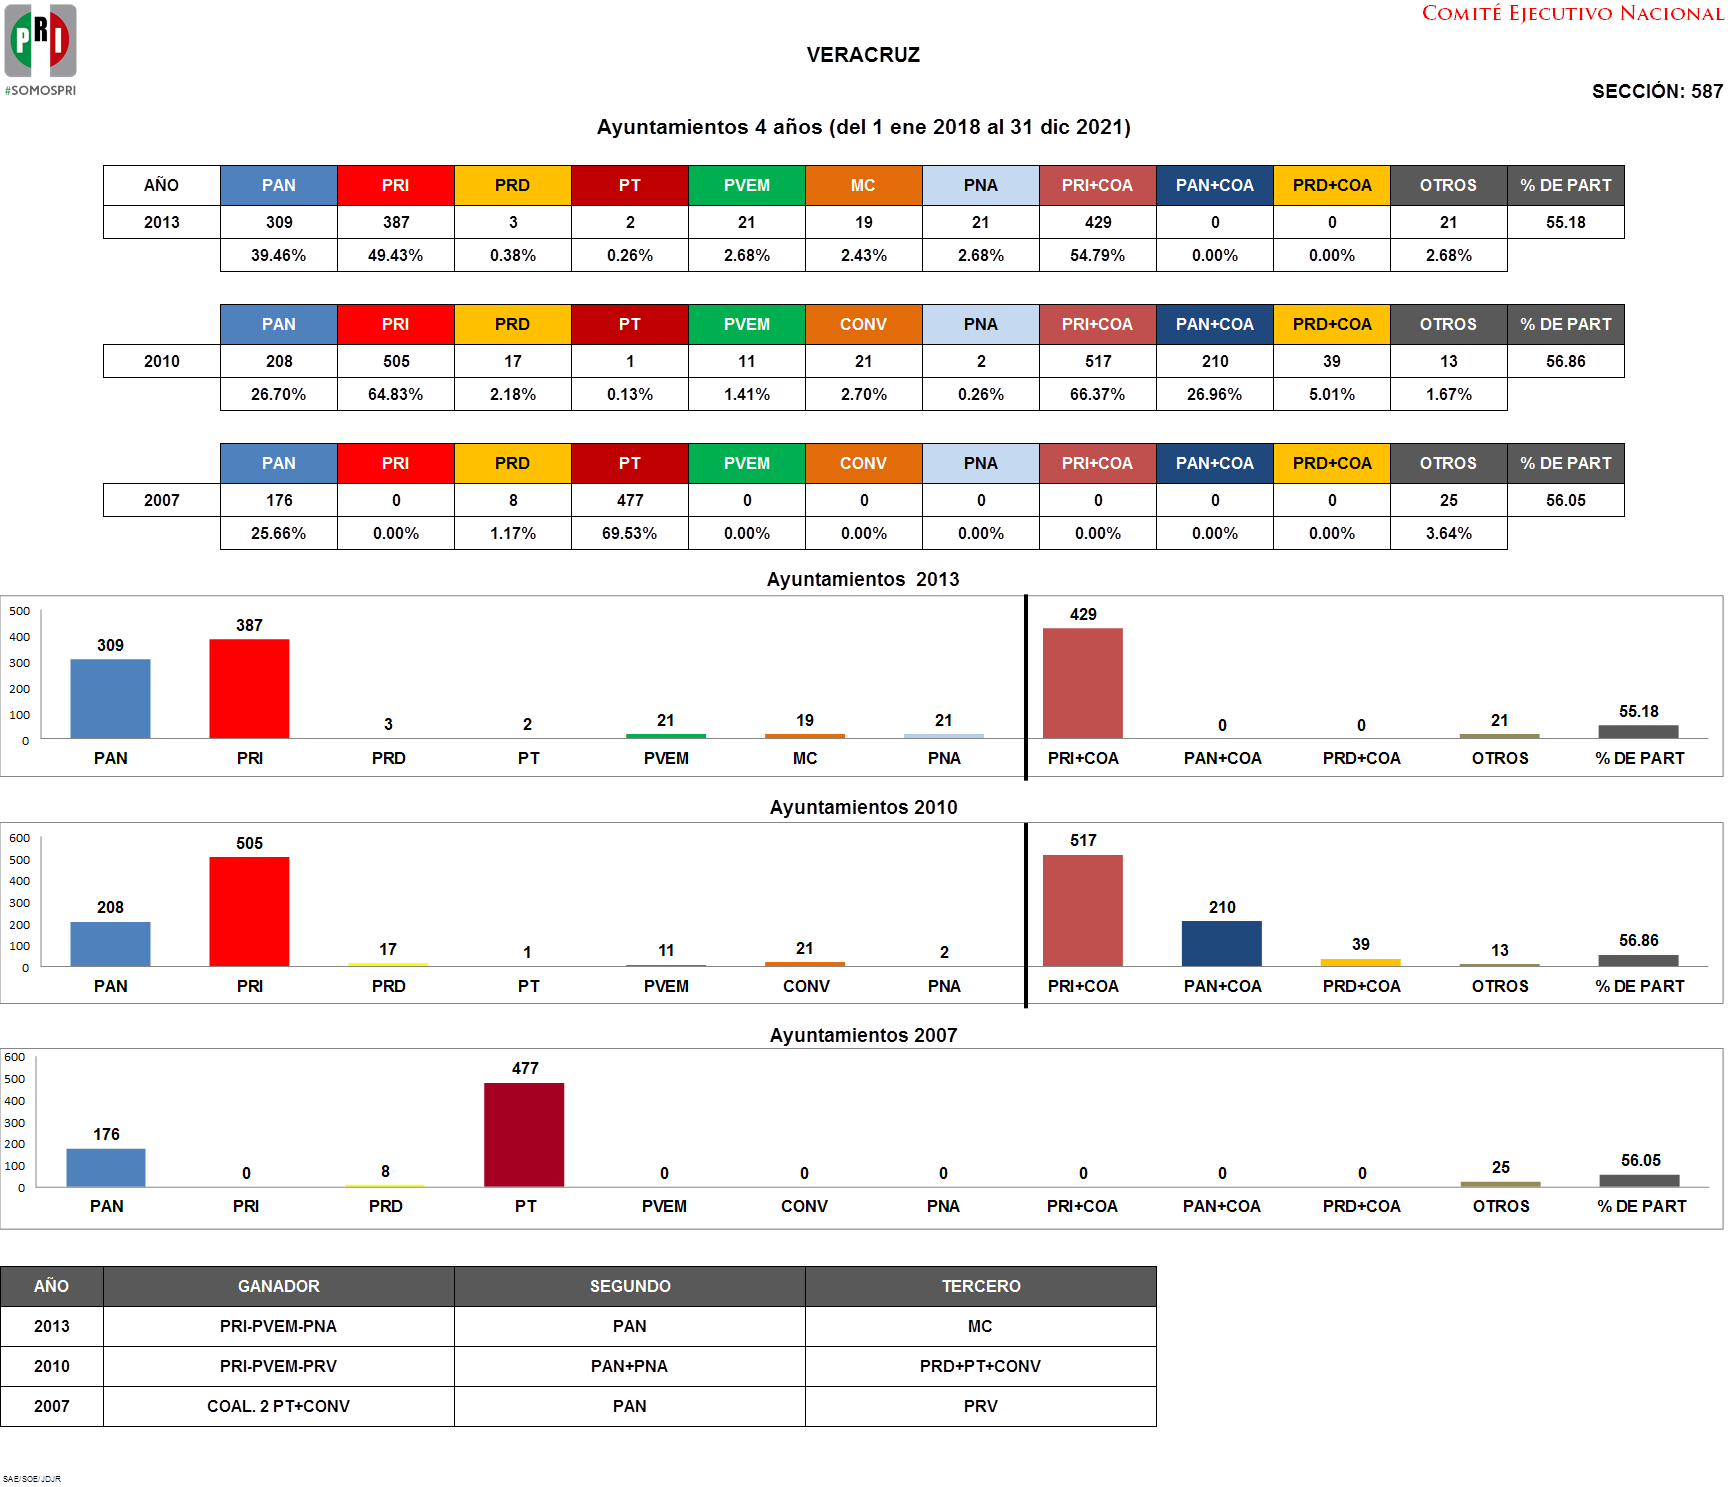 PRI
#SOMOSPRI
COMITÉ EJECUTIVO NACIONAL
VERACRUZ
SECCIÓN: 587
Ayuntamientos 4 años (del 1 ene 2018 al 31 dic 2021)
AÑO PAN PRI PRD PT PVEM MC PNA PRI+COA PAN+COA PRD+COA OTROS % DE PART
2013 309 387 3 2 21 19 21 429 0 0 21 55.18
39.46% 49.43% 0.38% 0.26% 2.68% 2.43% 2.68% 54.79% 0.00% 0.00% 2.68%
PAN PRI PRD PT PVEM CONV PNA PRI+COA PAN+COA PRD+COA OTROS % DE PART
2010 208 505 17 1 11 21 2 517 210 39 13 56.86
26.70% 64.83% 2.18% 0.13% 1.41% 2.70% 0.26% 66.37% 26.96% 5.01% 1.67%
PAN PRI PRD PT PVEM CONV PNA PRI+COA PAN+COA PRD+COA OTROS % DE PART
2007 176 0 8 477 0 0 0 0 0 0 25 56.05
25.66% 0.00% 1.17% 69.53% 0.00% 0.00% 0.00% 0.00% 0.00% 0.00% 3.64%
Ayuntamientos 2013
500
400
300
200
100
0
309 387 3 2 21 19 21 429 0 0 21 55.18
PAN PRI PRD PT PVEM MC PNA PRI+COA PAN+COA PRD+COA OTROS % DE PART
Ayuntamientos 2010
600
500
400
300
200
100
0
208 505 17 1 11 21 2 517 210 39 13 56.86
PAN PRI PRD PT PVEM CONV PNA PRI+COA PAN+COA PRD+COA OTROS % DE PART
Ayuntamientos 2007
600
500
400
300
200
100
0
176 0 8 477 0 0 0 0 0 0 25 56.05
PAN PRI PRD PT PVEM CONV PNA PRI+COA PAN+COA PRD+COA OTROS % DE PART
AÑO GANADOR SEGUNDO TERCERO
2013 PRI-PVEM-PNA PAN MC
2010 PRI-PVEM-PRV PAN+PNA PRD+PT+CONV
2007 COAL. 2 PT+CONV PAN PRV
SAE/SOE/JDJR